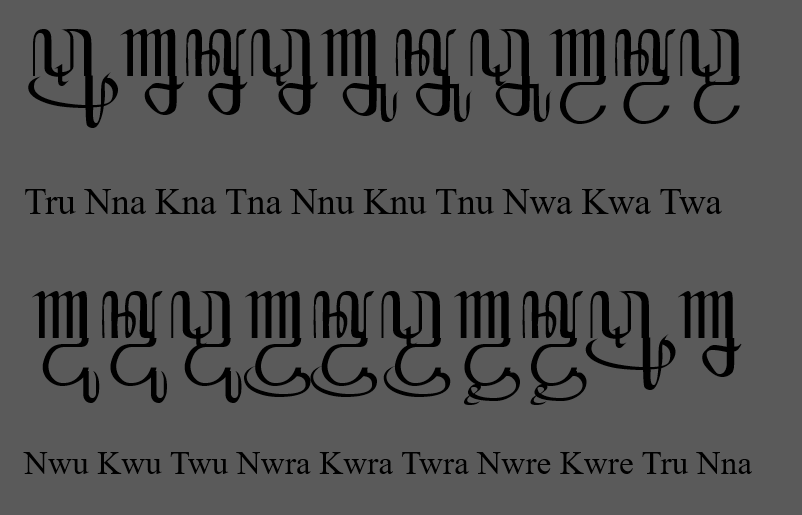 ꦠꦿꦸꦤ꧀ꦤꦏ꧀ꦤꦠ꧀ꦤꦤ꧀ꦤꦸꦏ꧀ꦤꦸꦠ꧀ꦤꦸꦤ꧀ꦮꦏ꧀ꦮꦠ꧀ꦮ
Tru Nna Kna Tna Nnu Knu Tnu Nwa Kwa Twa
ꦤ꧀ꦮꦸꦏ꧀ꦮꦸꦠ꧀ꦮꦸꦤ꧀ꦮꦿꦏ꧀ꦮꦿꦠ꧀ꦮꦿꦤ꧀ꦮꦽꦏ꧀ꦮꦽꦠꦿꦸꦤ꧀ꦤ
Nwu Kwu Twu Nwra Kwra Twra Nwre Kwre Tru Nna